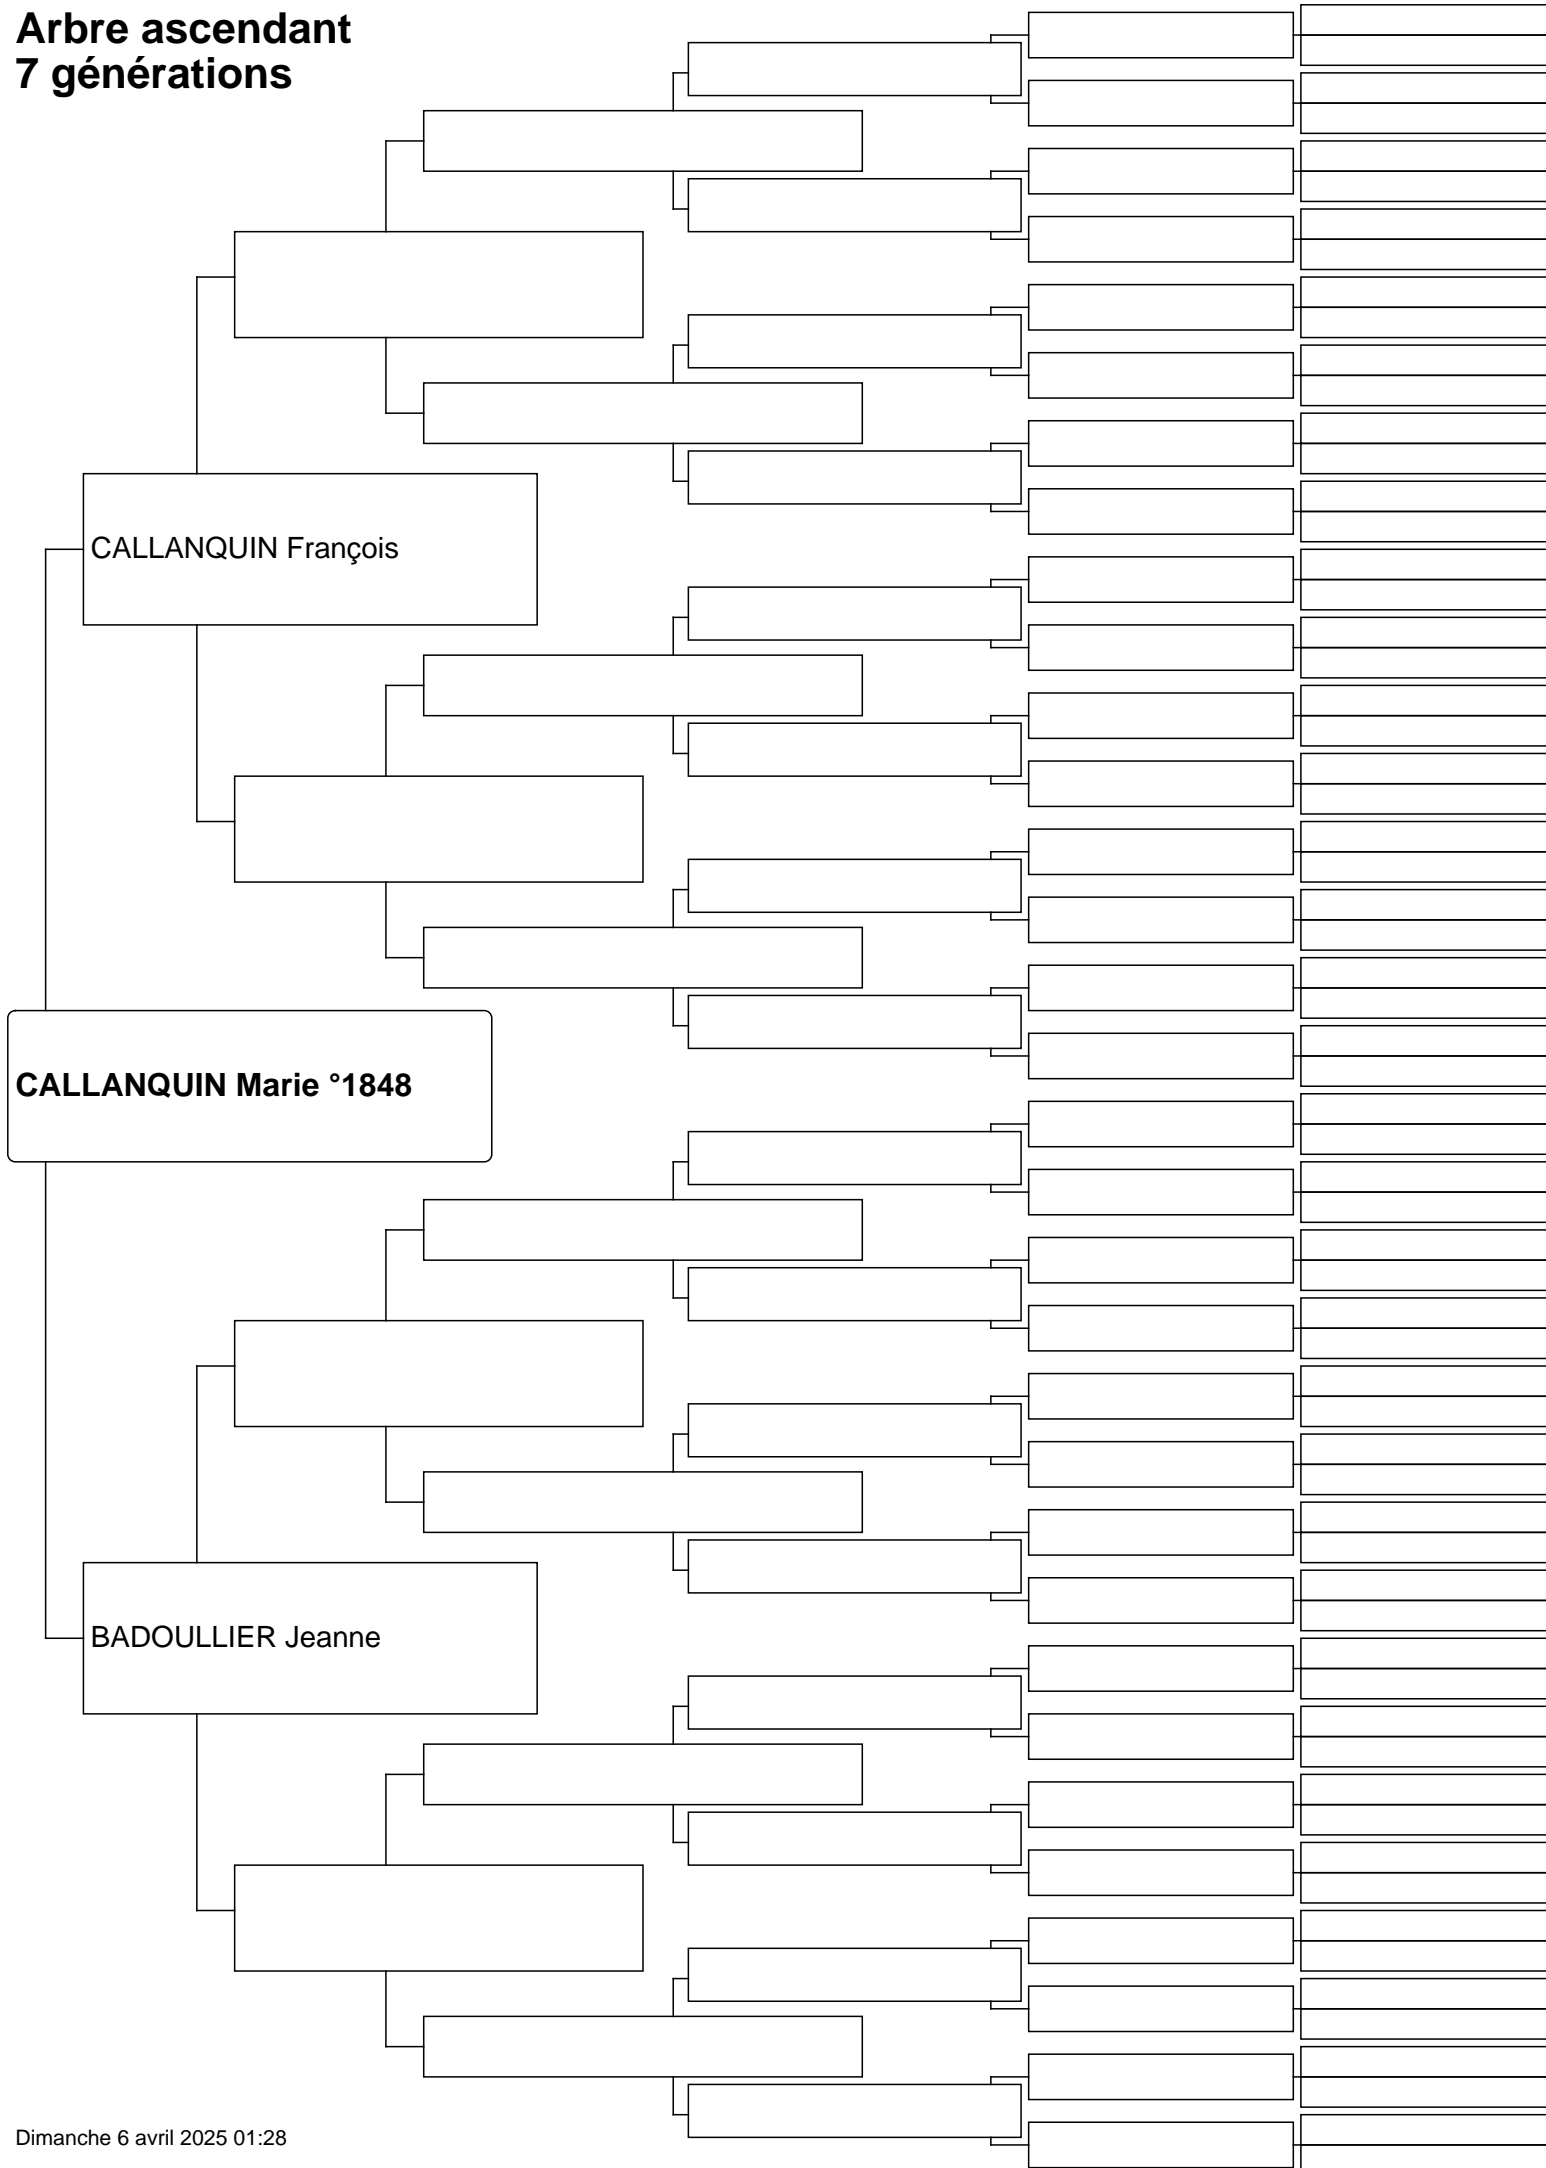 Arbre ascendant
7 générations
CALLANQUIN François
CALLANQUIN Marie °1848
BADOULLIER Jeanne
Dimanche 6 avril 2025 01:28